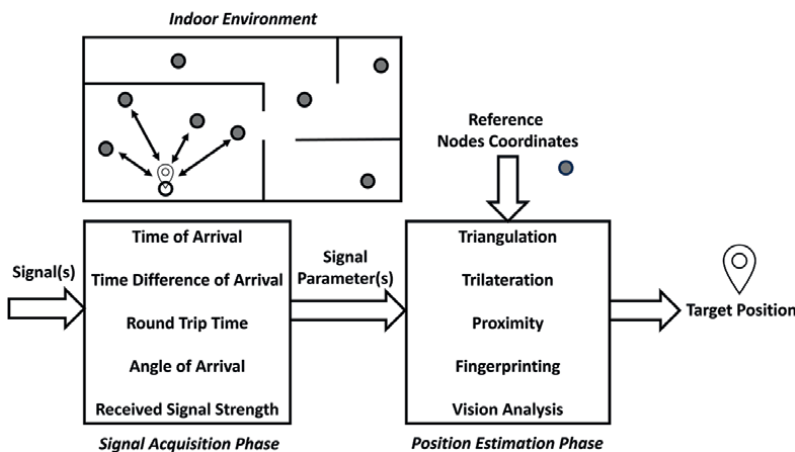 Indoor Environment
Reference
Nodes Coordinates
Signal(s)
Time of Arrival
Time Difference of Arrival
Round Trip Time
Angle of Arrival
Received Signal Strength
Signal Acquisition Phase
Signal
Parameter(s)
Triangulation
Trilateration
Proximity
Fingerprinting
Vision Analysis
Position Estimation Phase
Target Position